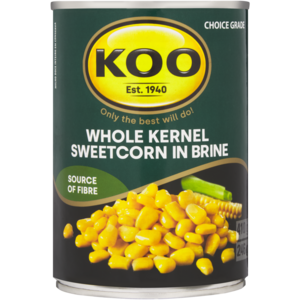 CHOICE GRADE
KOO
Est. 1940
Only the best will do!
WHOLE KERNEL
SWEETCORN IN BRINE
SOURCE
OF FIBRE